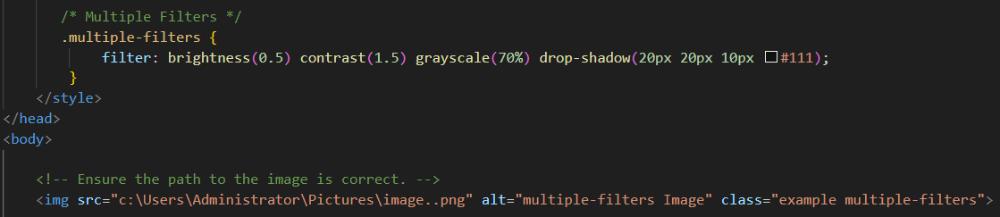 /* Multiple Filters */
.multiple-filters {
filter: brightness(0.5) contrast(1.5) grayscale(70%) drop-shadow(20px 20px 10px #111);
}
</style>
</head>
<body>
<!-- Ensure the path to the image is correct. -->
<img src="c:\Users\Administrator\Pictures\image..png" alt="multiple-filters Image" class="example multiple-filters">